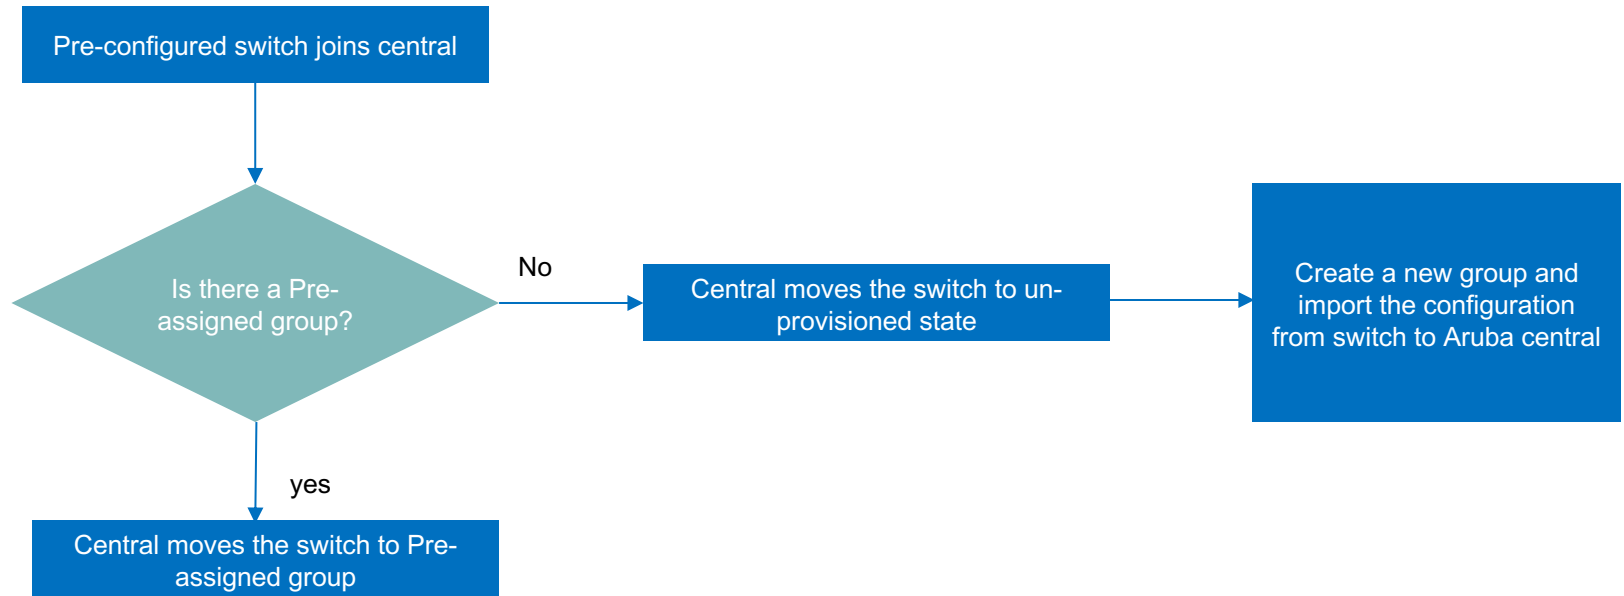 Pre-configured switch joins central
Is there a Pre-
assigned group?
No
Central moves the switch to un-
provisioned state
Create a new group and
import the configuration
from switch to Aruba central
yes
Central moves the switch to Pre-
assigned group